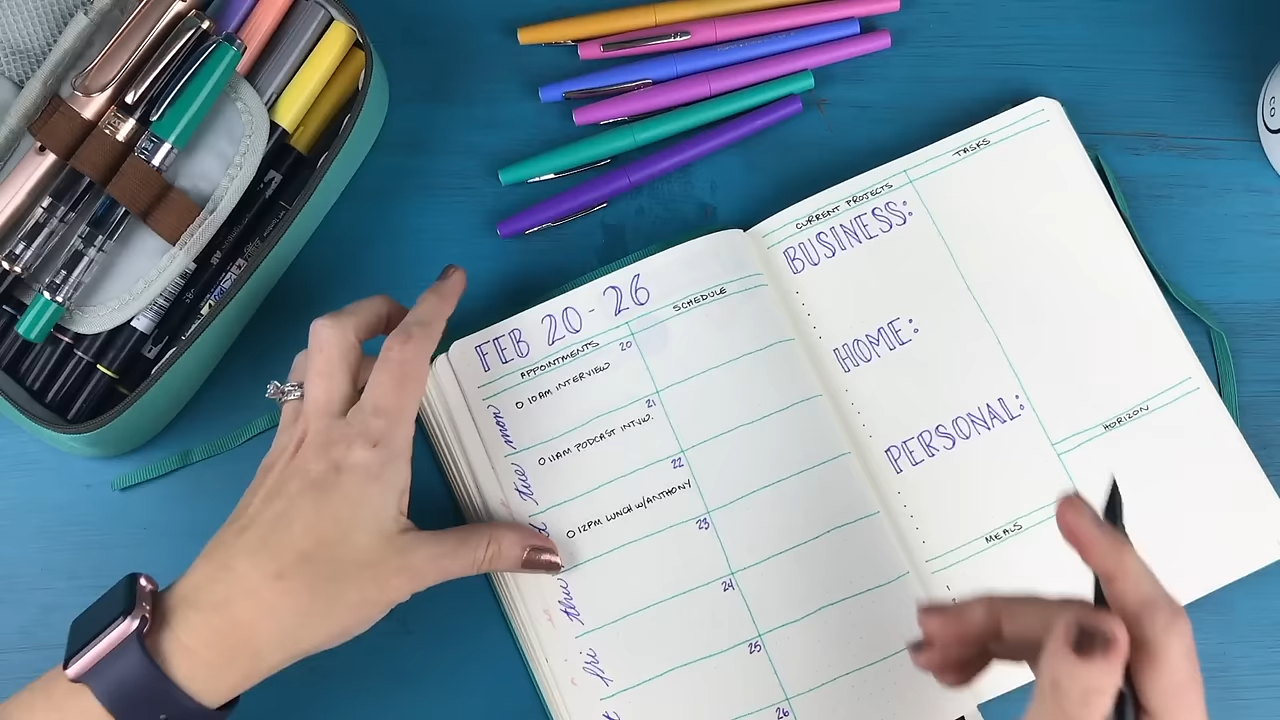 FEB 20-26
APPOINTMENTS
SCHEDULE
20
O 10AM INTERVIEW
mon
21
O 11AM PODCAST INTVW.
tue
22
O 12PM LUNCH W/ANTHONY
23
thu
24
fri
25
26
CURRENT PROJECTS
BUSINESS:
HOME:
PERSONAL:
MEALS
1
TASKS
HORIZON